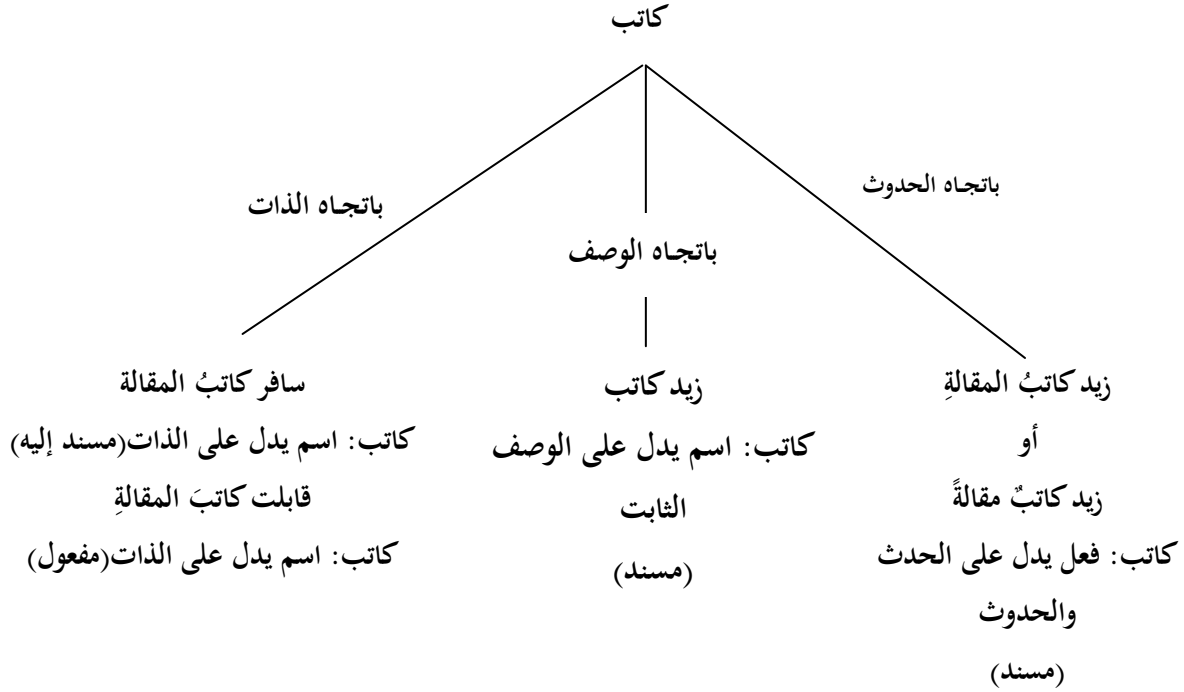 كاتب
باتجاه الحدوث
باتجاه الوصف
باتجاه الذات
زيد كاتبُ المقالةِ
أو
زيد كاتبٌ مقالةً
كاتب: فعل يدل على الحدث
والحدوث
(مسند)
زيد كاتب
كاتب: اسم يدل على الوصف
الثابت
(مسند)
سافر كاتبُ المقالة
كاتب: اسم يدل على الذات(مسند إليه)
قابلت كاتبَ المقالةِ
كاتب: اسم يدل على الذات(مفعول)